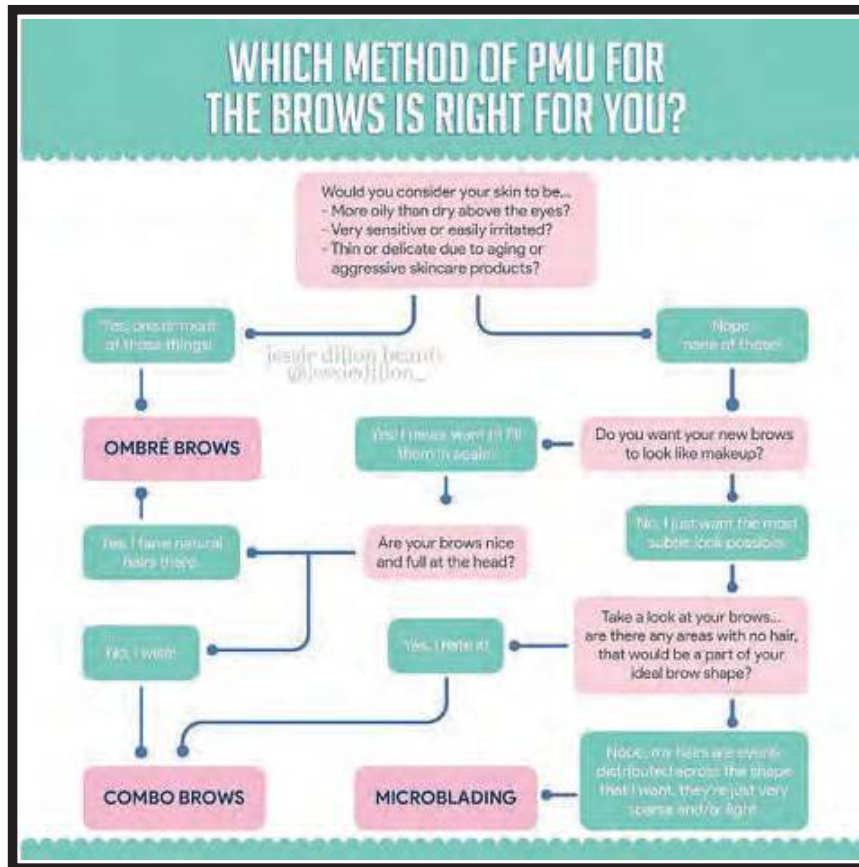 WHICH METHOD OF PMU FOR
THE BROWS IS RIGHT FOR YOU?
Would you consider your skin to be...
- More oily than dry above the eyes?
- Very sensitive or easily irritated?
- Thin or delicate due to aging or
aggressive skincare products?
Yes, one or more
of those things!
Nope,
none of those!
jessie dillon beauty
@jessiedillon_
OMBRÉ BROWS
Yes! I never want to fill
them in again!
Do you want your new brows
to look like makeup?
No, I just want the most
subtle look possible.
Yes, I have natural
hairs there.
Are your brows nice
and full at the head?
Take a look at your brows...
are there any areas with no hair,
that would be a part of your
ideal brow shape?
No, I wish!
Yes, I hate it!
Nope, my hairs are evenly
distributed across the shape
that I want, they're just very
sparse and/or light.
COMBO BROWS
MICROBLADING